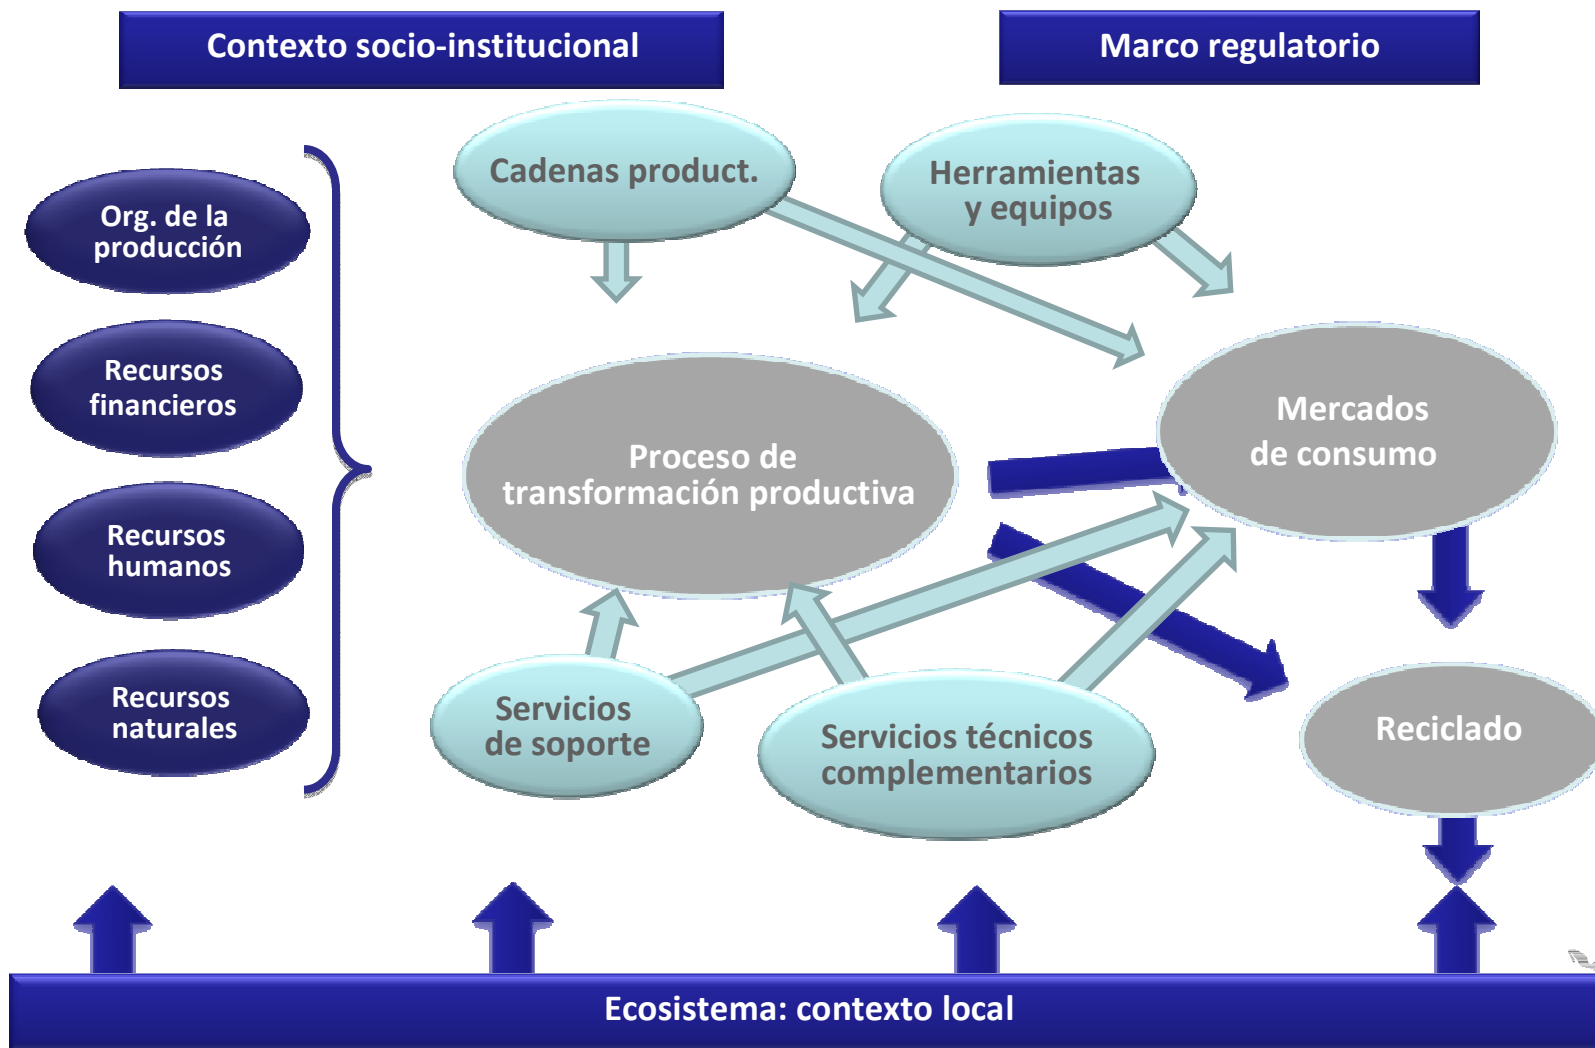 Contexto socio-institucional
Marco regulatorio
Cadenas product.
Herramientas
y equipos
Org. de la
producción
Recursos
financieros
Recursos
humanos
Recursos
naturales
Proceso de
transformación productiva
Mercados
de consumo
Servicios
de soporte
Servicios técnicos
complementarios
Reciclado
Ecosistema: contexto local